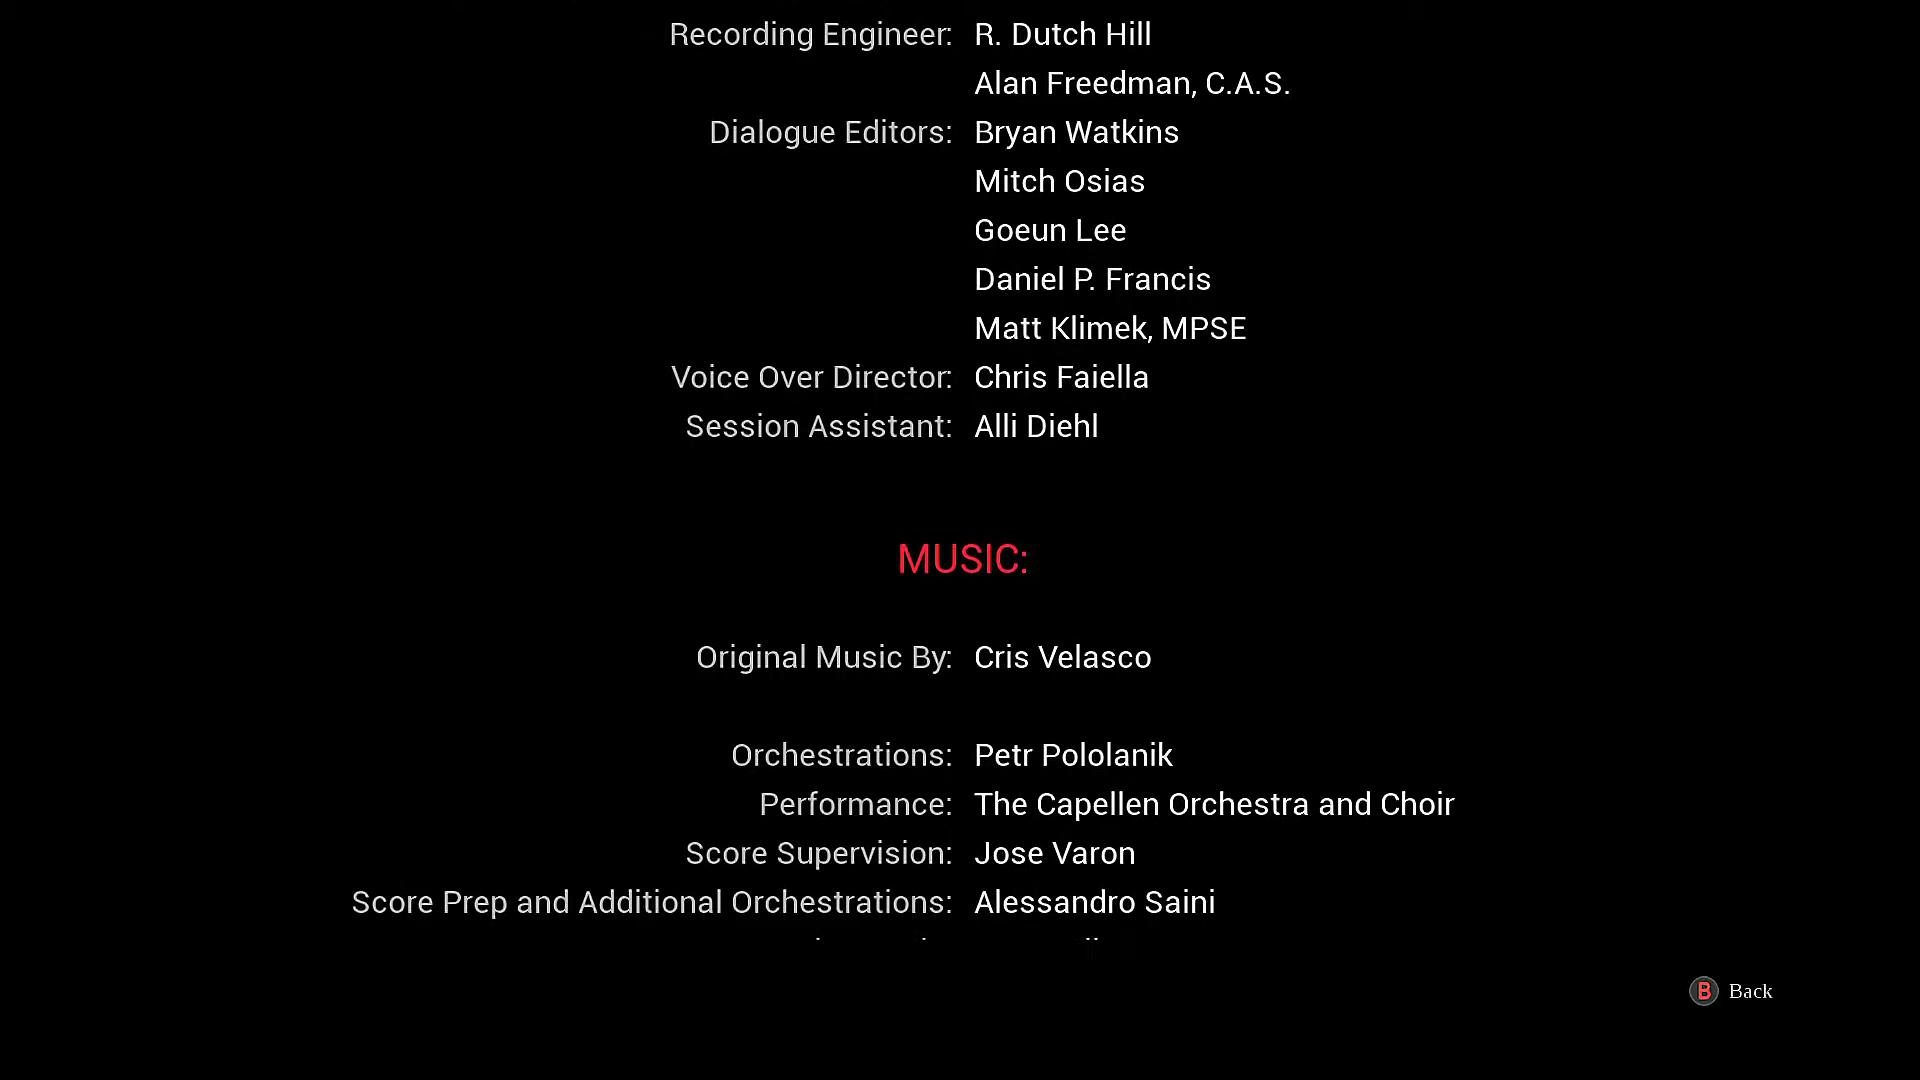 Recording Engineer: R. Dutch Hill
Alan Freedman, C.A.S.
Dialogue Editors: Bryan Watkins
Mitch Osias
Goeun Lee
Daniel P. Francis
Matt Klimek, MPSE
Voice Over Director: Chris Faiella
Session Assistant: Alli Diehl
MUSIC:
Original Music By: Cris Velasco
Orchestrations: Petr Pololanik
Performance: The Capellen Orchestra and Choir
Score Supervision: Jose Varon
Score Prep and Additional Orchestrations: Alessandro Saini
B Back